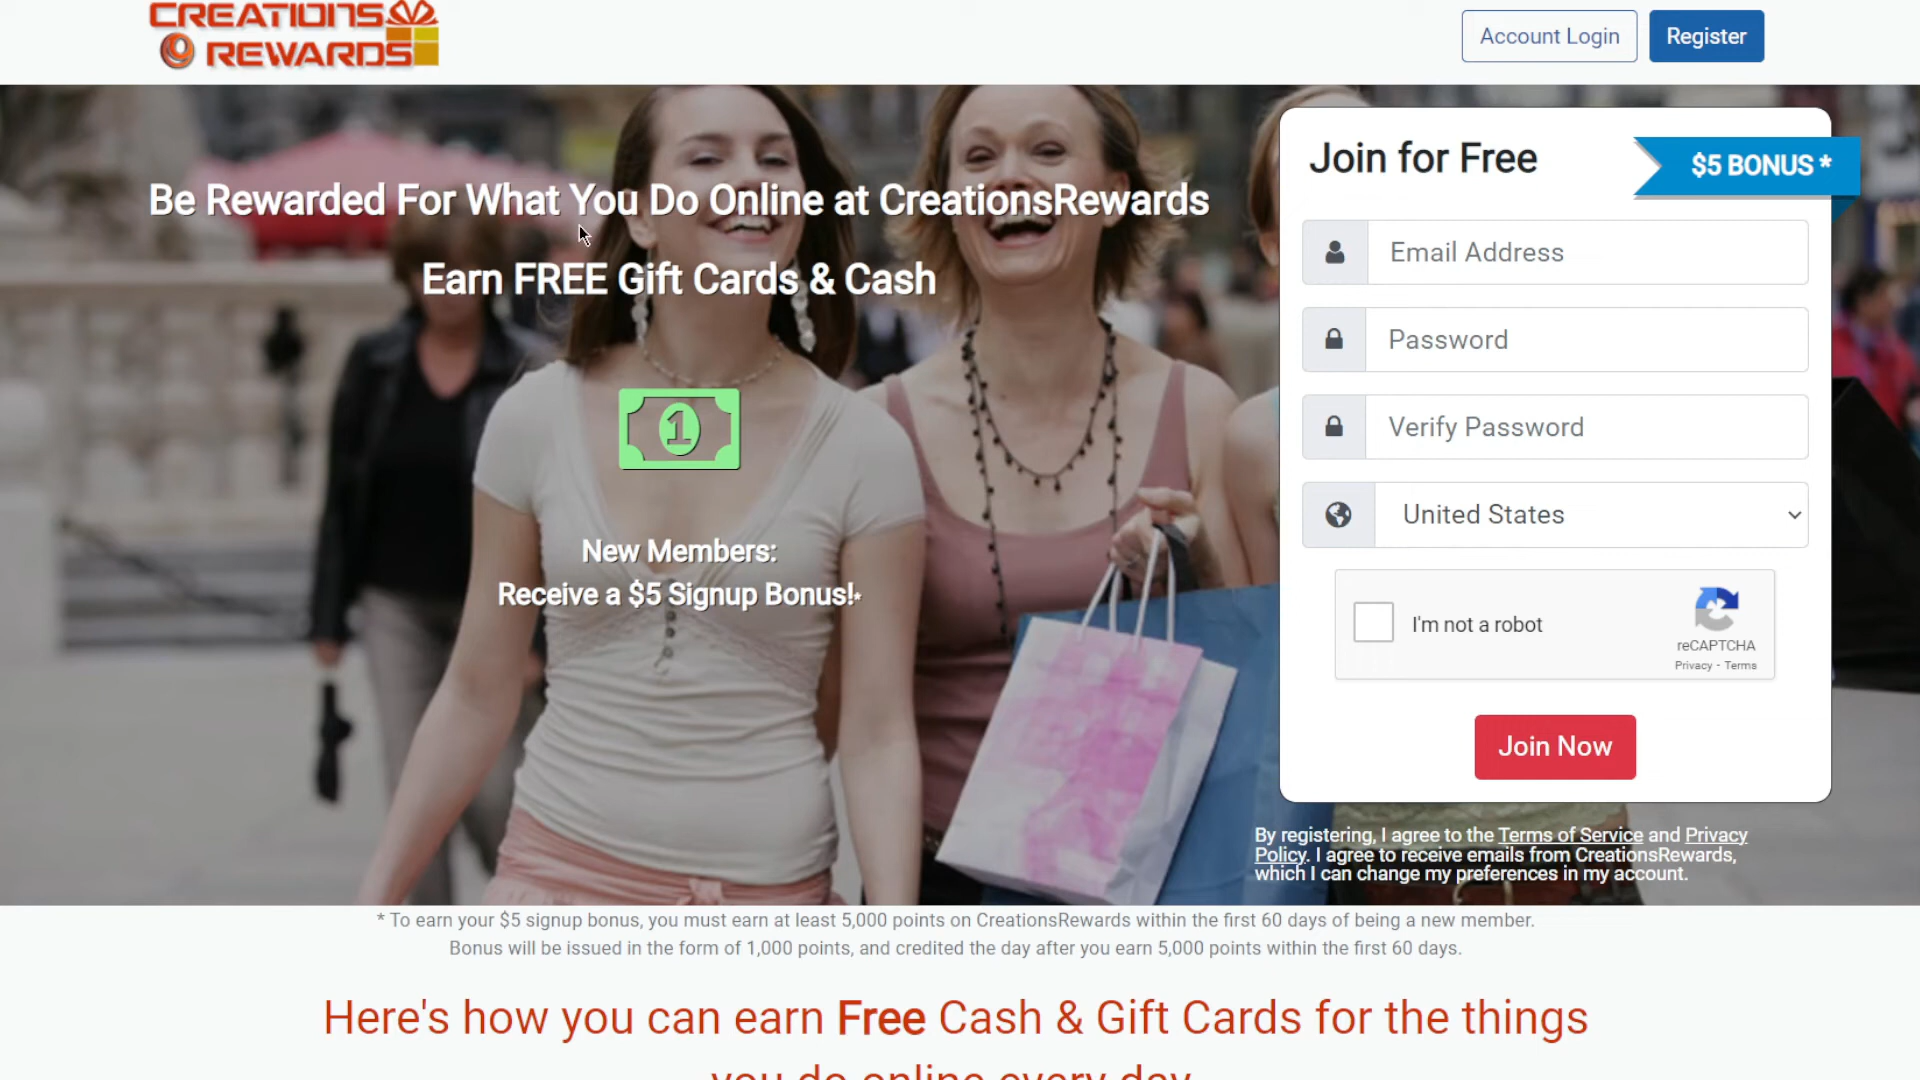 CREATIONS
REWARDS
Account Login
Register
Be Rewarded For What You Do Online at CreationsRewards
Earn FREE Gift Cards & Cash
1
New Members:
Receive a $5 Signup Bonus!*
Join for Free
$5 BONUS *
Email Address
Password
Verify Password
United States
I'm not a robot
reCAPTCHA
Privacy - Terms
Join Now
By registering, I agree to the Terms of Service and Privacy
Policy. I agree to receive emails from CreationsRewards,
which I can change my preferences in my account.
* To earn your $5 signup bonus, you must earn at least 5,000 points on CreationsRewards within the first 60 days of being a new member.
Bonus will be issued in the form of 1,000 points, and credited the day after you earn 5,000 points within the first 60 days.
Here's how you can earn Free Cash & Gift Cards for the things
you do online every day